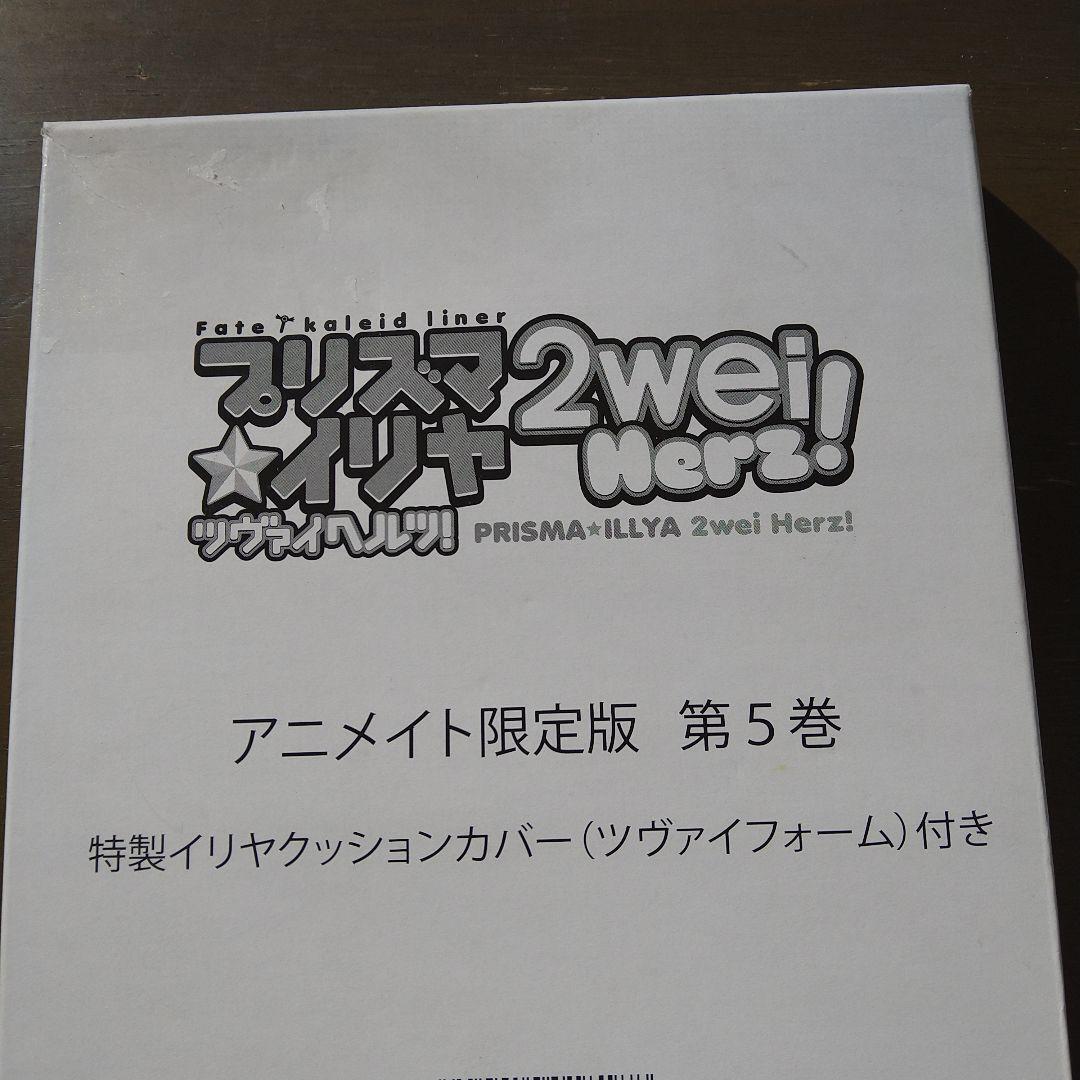 Fate kaleid liner
プリズマ
☆イリヤ
2wei
Herz!
ツヴァイヘルツ!
PRISMA★ILLYA 2wei Herz!
アニメイト限定版 第5巻
特製イリヤクッションカバー(ツヴァイフォーム)付き